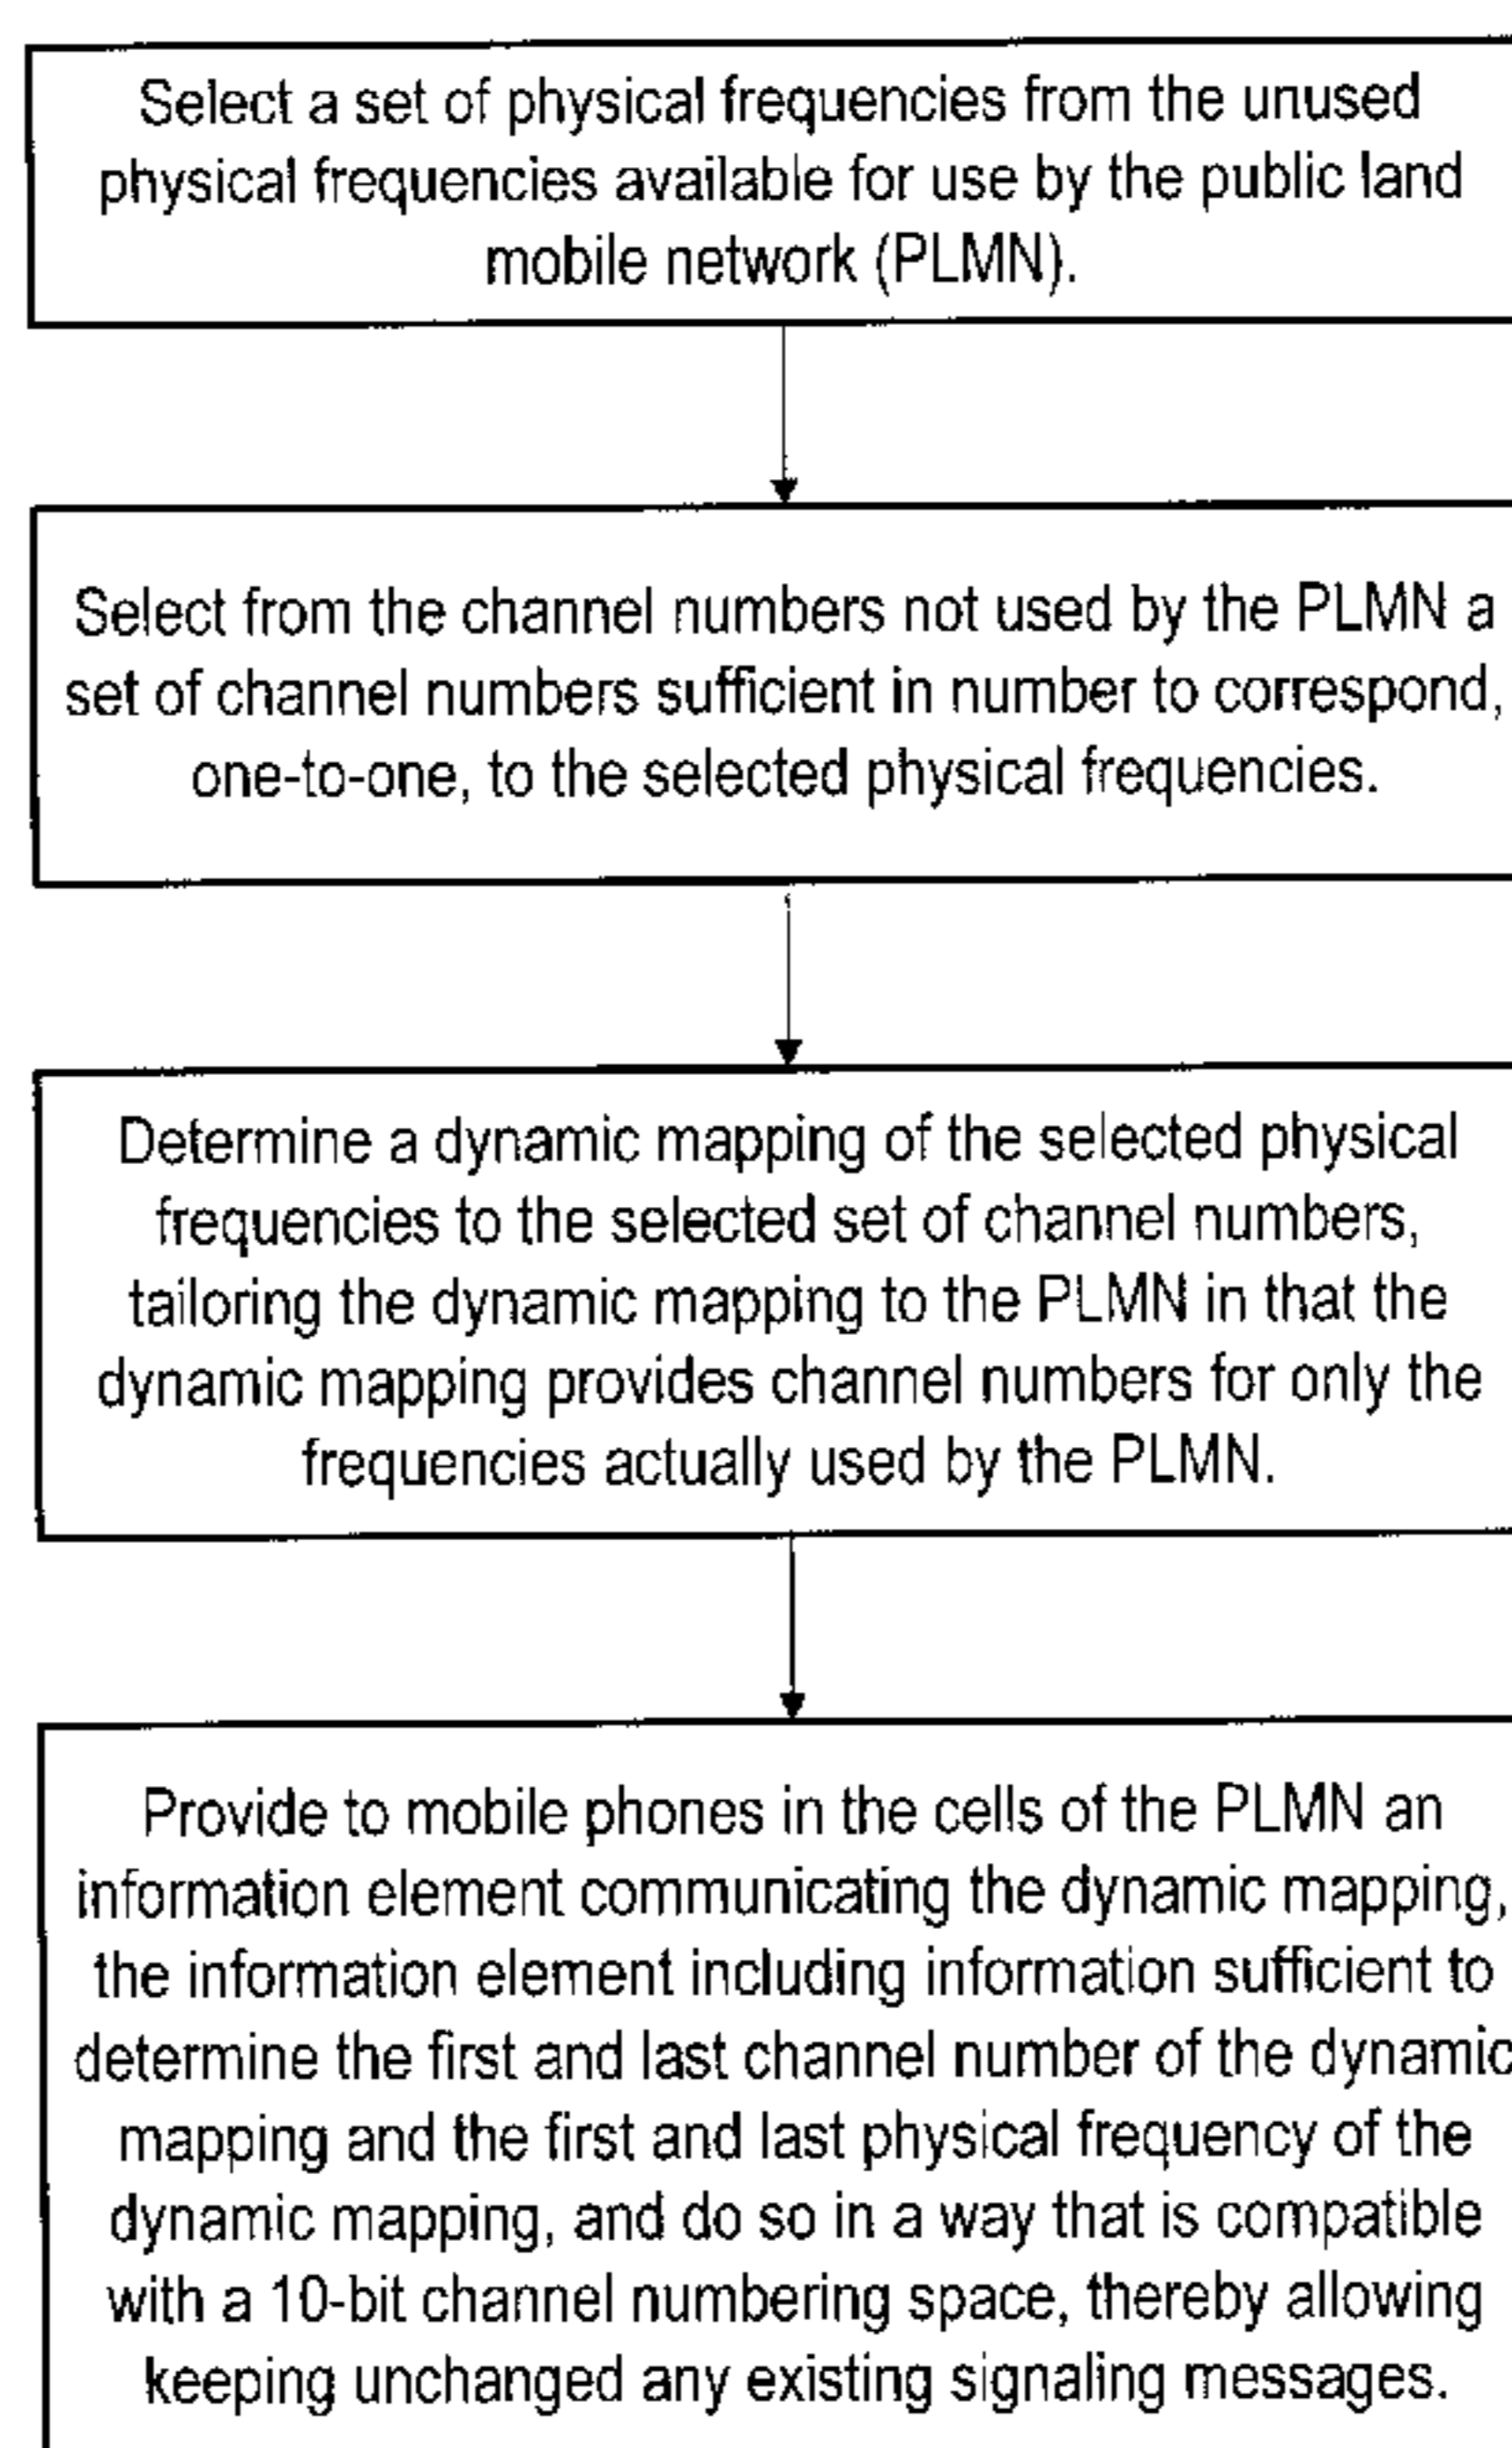 Select a set of physical frequencies from the unused
physical frequencies available for use by the public land
mobile network (PLMN).
Select from the channel numbers not used by the PLMN a
set of channel numbers sufficient in number to correspond,
one-to-one, to the selected physical frequencies.
Determine a dynamic mapping of the selected physical
frequencies to the selected set of channel numbers,
tailoring the dynamic mapping to the PLMN in that the
dynamic mapping provides channel numbers for only the
frequencies actually used by the PLMN.
Provide to mobile phones in the cells of the PLMN an
information element communicating the dynamic mapping,
the information element including information sufficient to
determine the first and last channel number of the dynamic
mapping and the first and last physical frequency of the
dynamic mapping, and do so in a way that is compatible
with a 10-bit channel numbering space, thereby allowing
keeping unchanged any existing signaling messages.